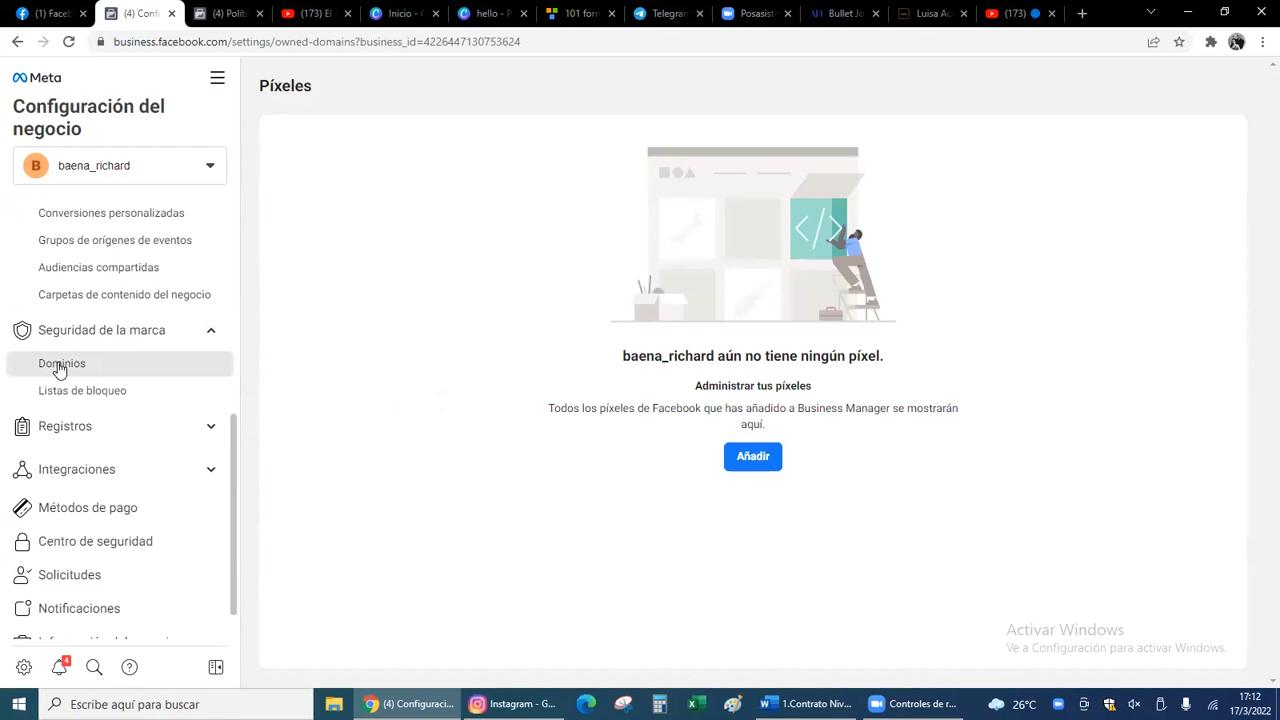 (1) Faceb
(4) Confi
(4) Políti
(173) El
Inicio - C
hello - P
101 form
Telegram
Posasiste
Bullet Jo
Luisa Ac
(173)
business.facebook.com/settings/owned-domains?business_id=4226447130753624
Meta
Configuración del
negocio
B baena_richard
Conversiones personalizadas
Grupos de orígenes de eventos
Audiencias compartidas
Carpetas de contenido del negocio
Seguridad de la marca
Dominios
Listas de bloqueo
Registros
Integraciones
Métodos de pago
Centro de seguridad
Solicitudes
Notificaciones
4
Píxeles
baena_richard aún no tiene ningún píxel.
Administrar tus píxeles
Todos los píxeles de Facebook que has añadido a Business Manager se mostrarán
aquí.
Añadir
Activar Windows
Ve a Configuración para activar Windows.
Escribe aquí para buscar
(4) Configuraci...
Instagram - G...
1.Contrato Niv...
Controles de r...
26°C
17:12
17/3/2022